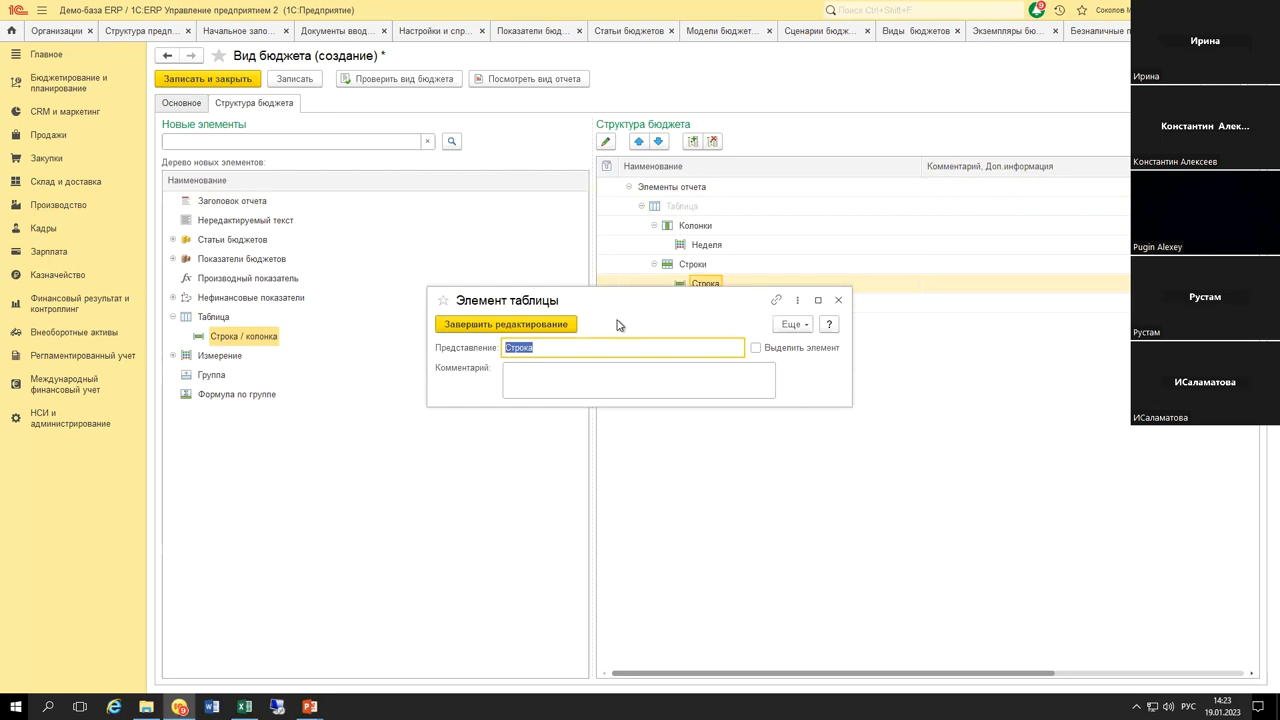 Демо-база ERP / 1С:ERP Управление предприятием 2 (1С:Предприятие)
Поиск Ctrl+Shift+F
9
Соколов М
Организации ×
Структура предп... ×
Начальное запо... ×
Документы ввод... ×
Настройки и спр... ×
Показатели бюд... ×
Статьи бюджетов ×
Модели бюджет... ×
Сценарии бюдж... ×
Виды бюджетов ×
Экземпляры бю... ×
Безналичные п
Главное
Бюджетирование и
планирование
CRM и маркетинг
Продажи
Закупки
Склад и доставка
Производство
Кадры
Зарплата
Казначейство
Финансовый результат и
контроллинг
Внеоборотные активы
Регламентированный учет
Международный
финансовый учет
НСИ и
администрирование
Вид бюджета (создание) *
Записать и закрыть
Записать
Проверить вид бюджета
Посмотреть вид отчета
Основное
Структура бюджета
Новые элементы
Дерево новых элементов:
Наименование
Заголовок отчета
Нередактируемый текст
Статьи бюджетов
Показатели бюджетов
Производный показатель
Нефинансовые показатели
Таблица
Строка / колонка
Измерение
Группа
Формула по группе
Структура бюджета
Наименование
Комментарий, Доп.информация
Элементы отчета
Таблица
Колонки
Неделя
Строки
Строка
Элемент таблицы
Завершить редактирование
Еще
?
Представление: Строка
Выделить элемент
Комментарий:
Ирина
Ирина
Константин Алек...
Константин Алексеев
Pugin Alexey
Рустам
Рустам
ИСаламатова
ИСаламатова
РУС
14:23
19.01.2023